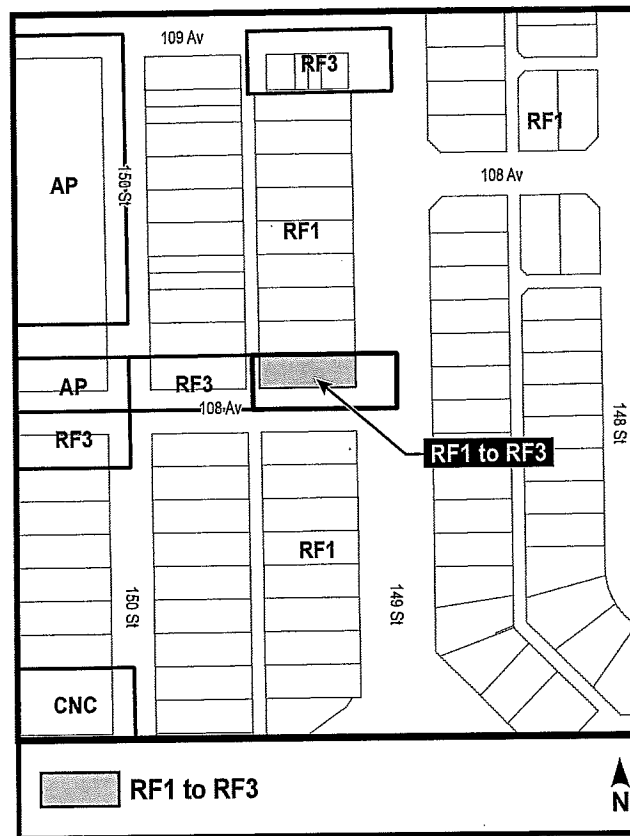 109 Av
RF3
RF1
AP
150 St
108 Av
RF1
AP
RF3
108 Av
RF3
RF1 to RF3
148 St
RF1
150 St
149 St
CNC
RF1 to RF3
N